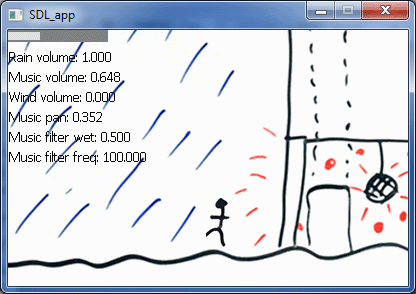 SDL_app
Rain volume: 1.000
Music volume: 0.648
Wind volume: 0.000
Music pan: 0.352
Music filter wet: 0.500
Music filter freq: 100.000